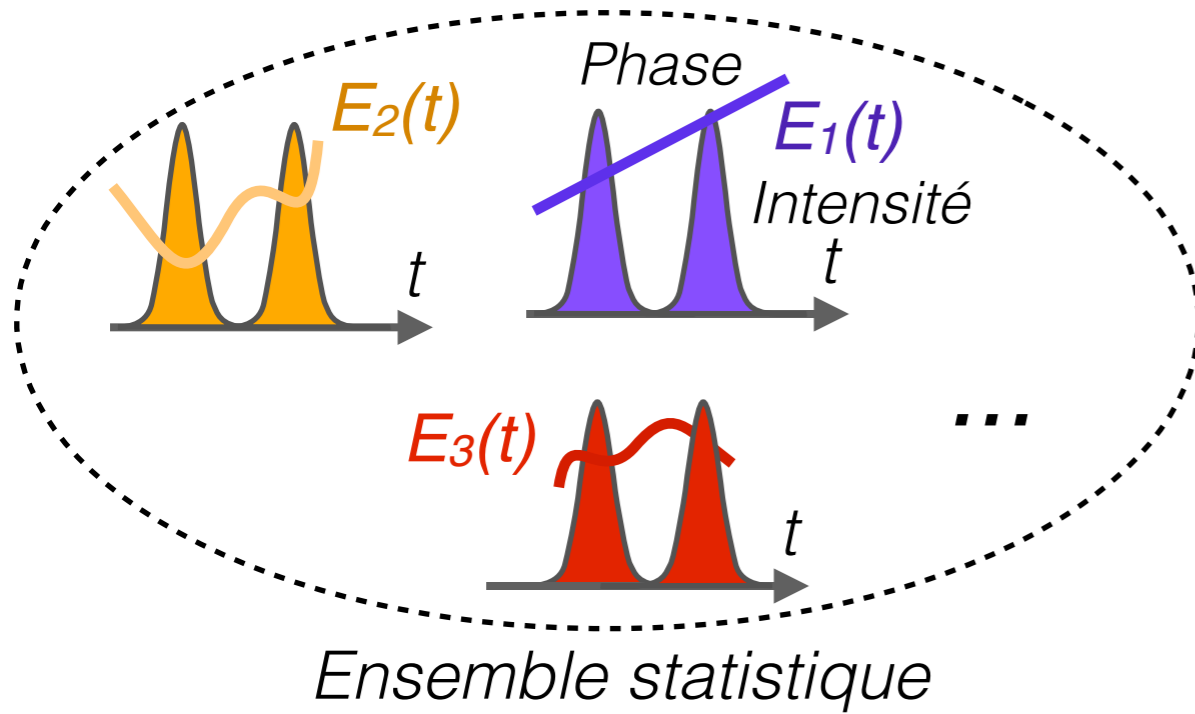 Phase
E₂(t)
E₁(t)
Intensité
t
t
E₃(t)
...
t
Ensemble statistique